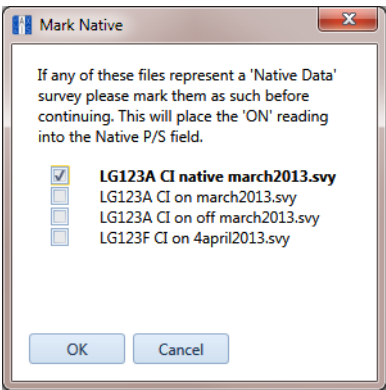 Mark Native
If any of these files represent a 'Native Data'
survey please mark them as such before
continuing. This will place the 'ON' reading
into the Native P/S field.
LG123A CI native march2013.svy
LG123A CI on march2013.svy
LG123A CI on off march2013.svy
LG123F CI on 4april2013.svy
OK Cancel